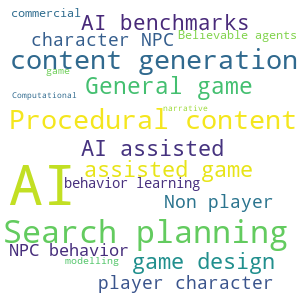 commercial
AI benchmarks
character NPC
Believable agents
content generation
game
General game
Computational
narrative
Procedural content
AI assisted
assisted game
AI
behavior learning
Non player
Search planning
NPC behavior
modelling
game design
player character